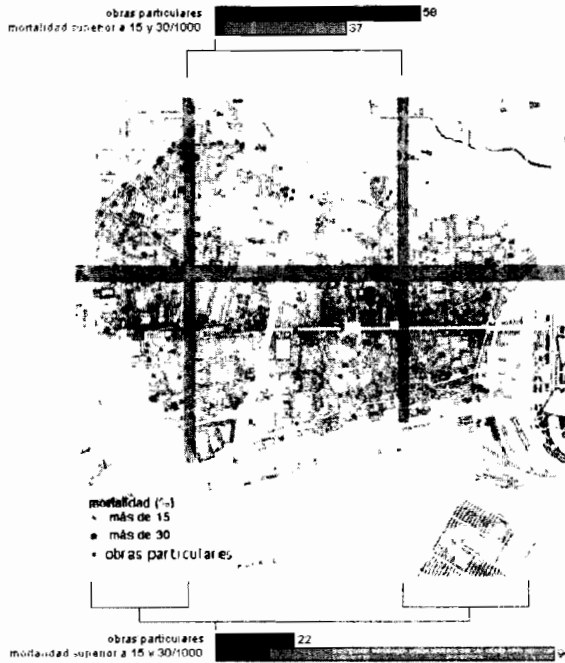 obras particulares 58
mortalidad superior a 15 y 30/1000 37
mortalidad
más de 15
más de 30
obras particulares
obras particulares 22
mortalidad superior a 15 y 30/1000